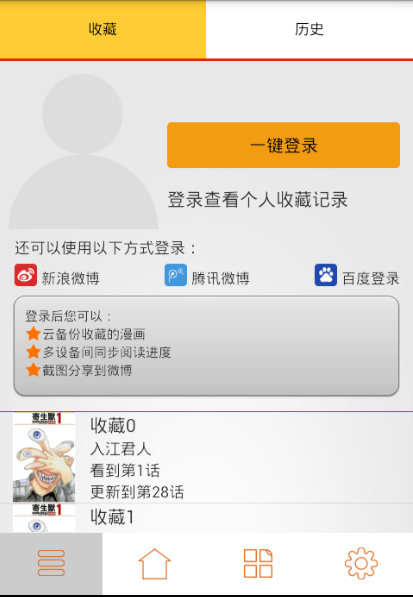 收藏
历史
一键登录
登录查看个人收藏记录
还可以使用以下方式登录：
新浪微博
腾讯微博
百度登录
登录后您可以：
云备份收藏的漫画
多设备间同步阅读进度
截图分享到微博
寄生獸1
收藏0
入江君人
看到第1话
更新到第28话
寄生獸1
收藏1